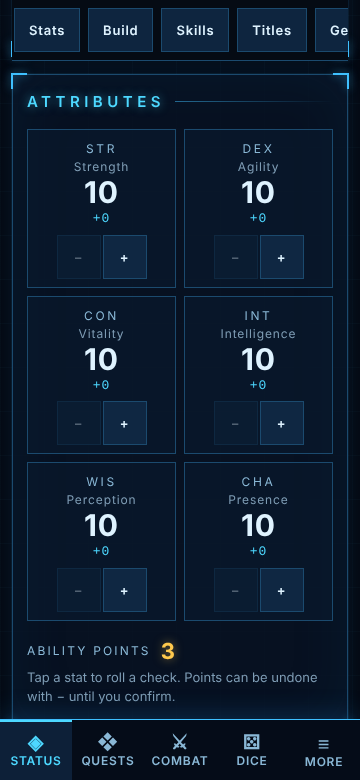 Stats Build Skills Titles Ge
ATTRIBUTES
STR DEX
Strength Agility
10 10
+0 +0
− + − +
CON INT
Vitality Intelligence
10 10
+0 +0
− + − +
WIS CHA
Perception Presence
10 10
+0 +0
− + − +
ABILITY POINTS 3
Tap a stat to roll a check. Points can be undone
with − until you confirm.
STATUS QUESTS COMBAT DICE MORE